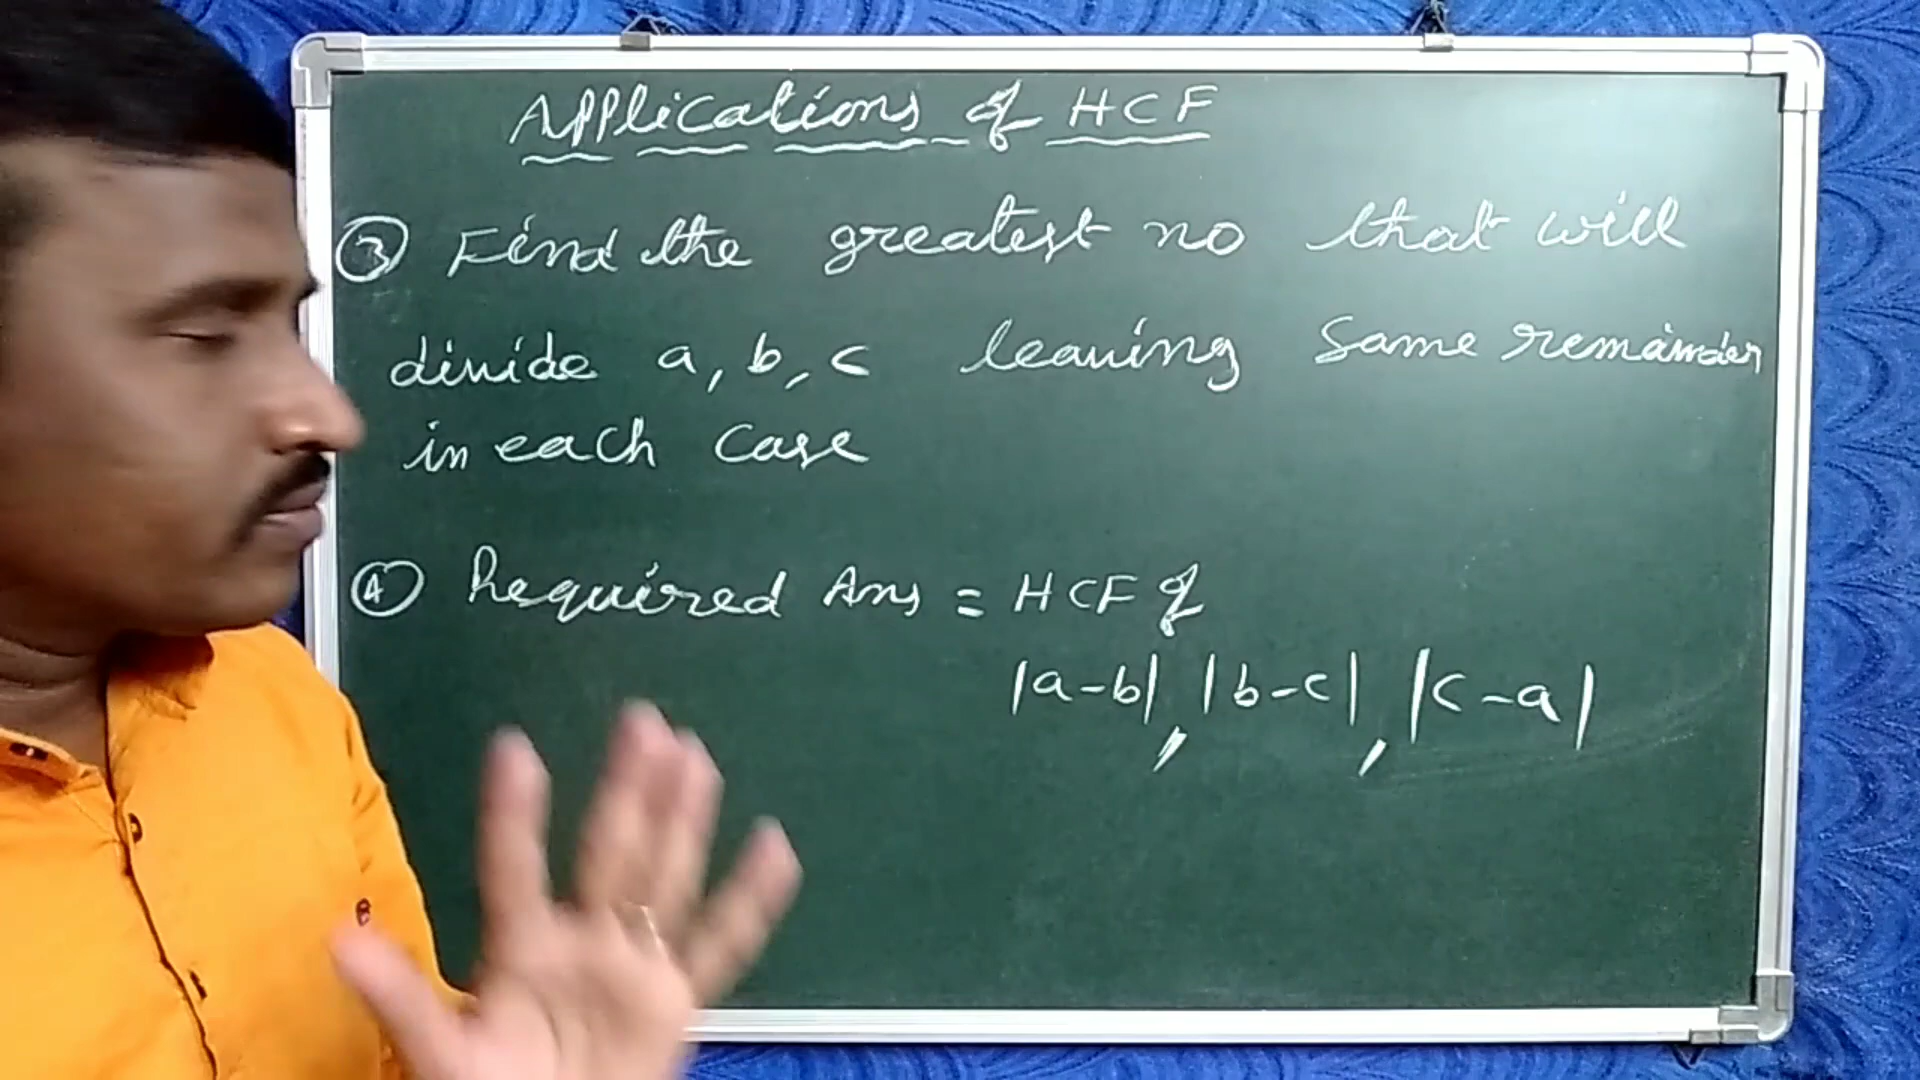 Applications of HCF
③ Find the greatest no that will
divide a, b, c leaving same remainder
in each case
④ Required Ans = HCF of
|a-b|, |b-c|, |c-a|